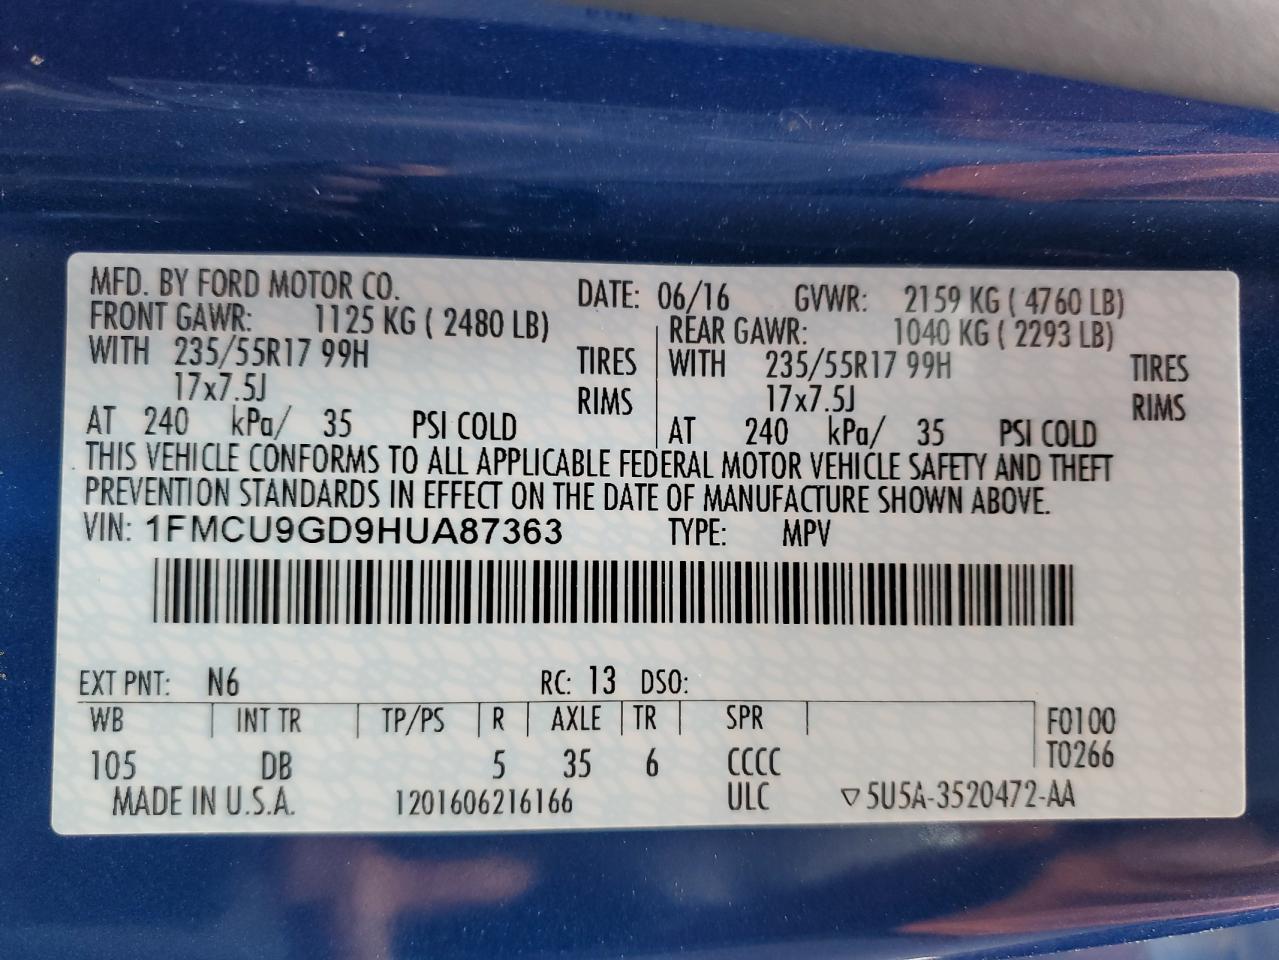 MFD. BY FORD MOTOR CO. DATE: 06/16 GVWR: 2159 KG ( 4760 LB)
FRONT GAWR: 1125 KG ( 2480 LB) REAR GAWR: 1040 KG ( 2293 LB)
WITH 235/55R17 99H TIRES WITH 235/55R17 99H TIRES
17x7.5J RIMS 17x7.5J RIMS
AT 240 kPa/ 35 PSI COLD AT 240 kPa/ 35 PSI COLD
THIS VEHICLE CONFORMS TO ALL APPLICABLE FEDERAL MOTOR VEHICLE SAFETY AND THEFT
PREVENTION STANDARDS IN EFFECT ON THE DATE OF MANUFACTURE SHOWN ABOVE.
VIN: 1FMCU9GD9HUA87363 TYPE: MPV
EXT PNT: N6 RC: 13 DSO:
WB INT TR TP/PS R AXLE TR SPR F0100
105 DB 5 35 6 CCCC T0266
MADE IN U.S.A. 1201606216166 ULC ▽5U5A-3520472-AA